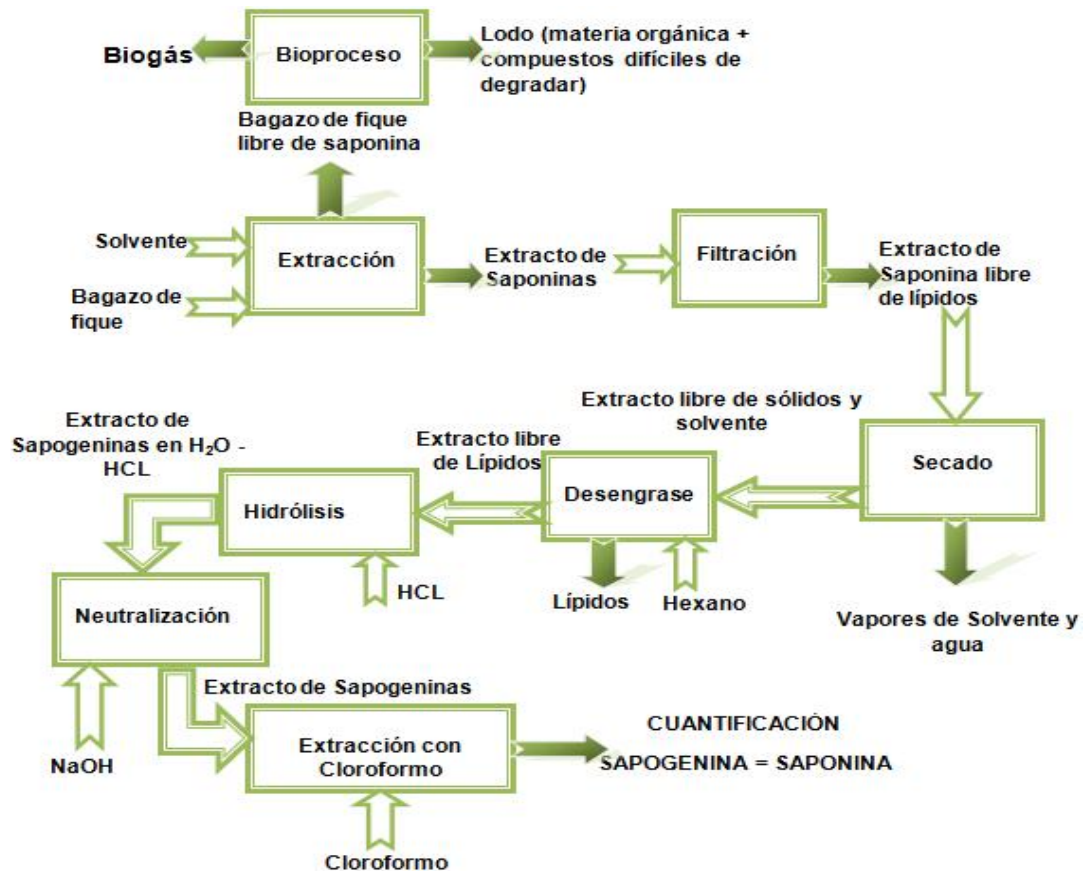 Biogás
Bioproceso
Lodo (materia orgánica +
compuestos difíciles de
degradar)
Bagazo de fique
libre de saponina
Solvente
Bagazo de
fique
Extracción
Extracto de
Saponinas
Filtración
Extracto de
Saponina libre
de lípidos
Secado
Vapores de Solvente y
agua
Extracto libre de sólidos y
solvente
Desengrase
Lípidos
Hexano
Extracto libre
de Lípidos
Hidrólisis
HCL
Extracto de
Sapogeninas en H₂O -
HCL
Neutralización
NaOH
Extracto de Sapogeninas
Extracción con
Cloroformo
Cloroformo
CUANTIFICACIÓN
SAPOGENINA = SAPONINA